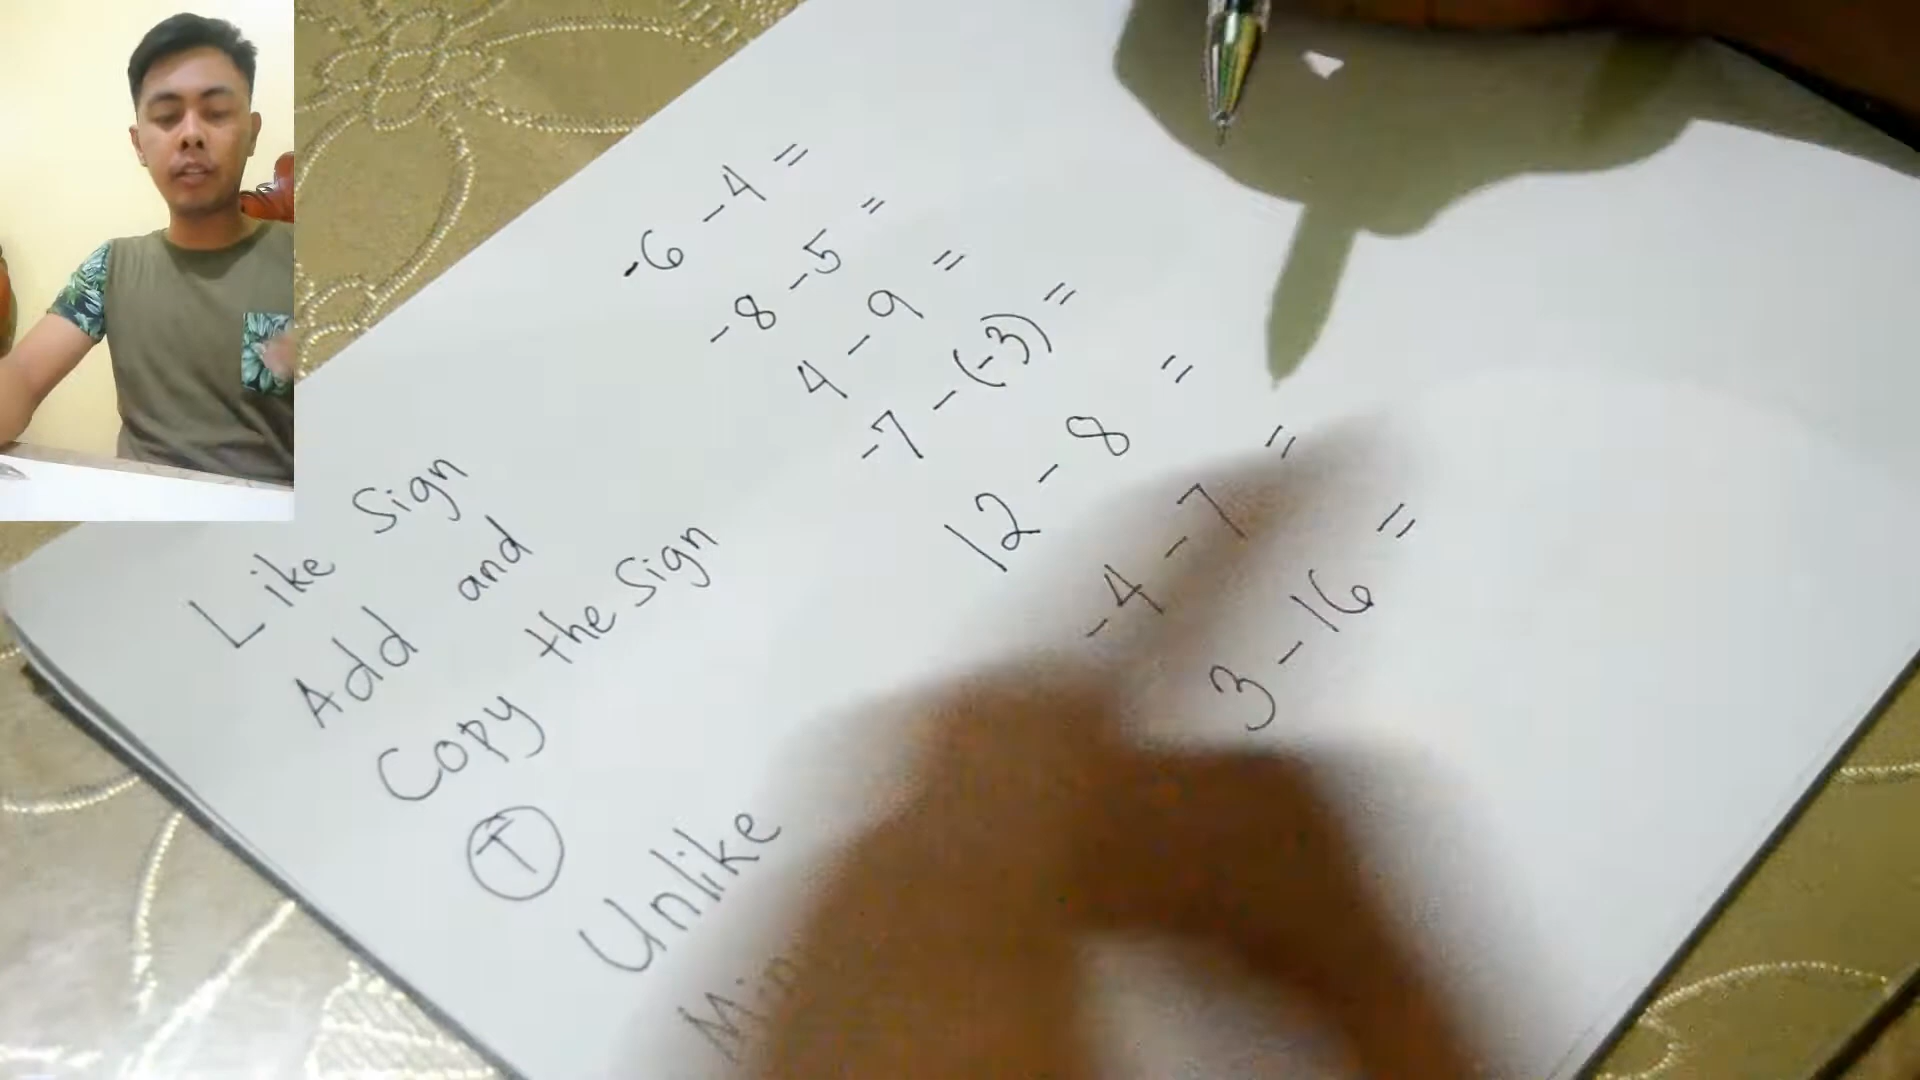 -6 -4 =
-8 -5 =
4 - 9 =
-7 - (-3) =
12 - 8 =
-4 - 7 =
3 - 16 =
Like Sign
Add and
Copy the Sign
+
Unlike